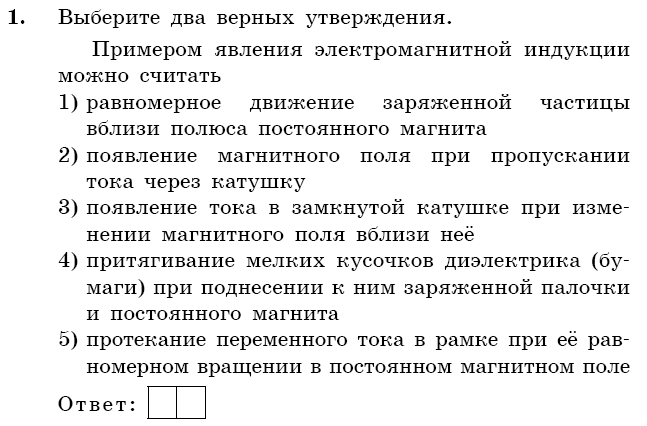 1. Выберите два верных утверждения.
Примером явления электромагнитной индукции
можно считать
1) равномерное движение заряженной частицы
вблизи полюса постоянного магнита
2) появление магнитного поля при пропускании
тока через катушку
3) появление тока в замкнутой катушке при изме-
нении магнитного поля вблизи неё
4) притягивание мелких кусочков диэлектрика (бу-
маги) при поднесении к ним заряженной палочки
и постоянного магнита
5) протекание переменного тока в рамке при её рав-
номерном вращении в постоянном магнитном поле
Ответ: